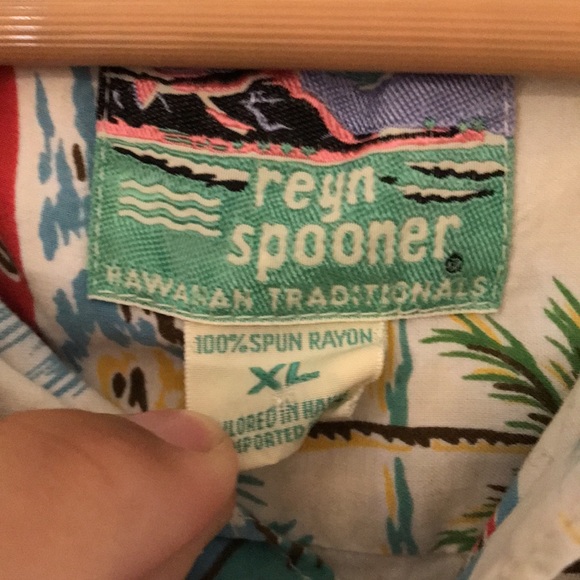 reyn
spooner®
HAWAIIAN TRADITIONALS
100% SPUN RAYON
XL